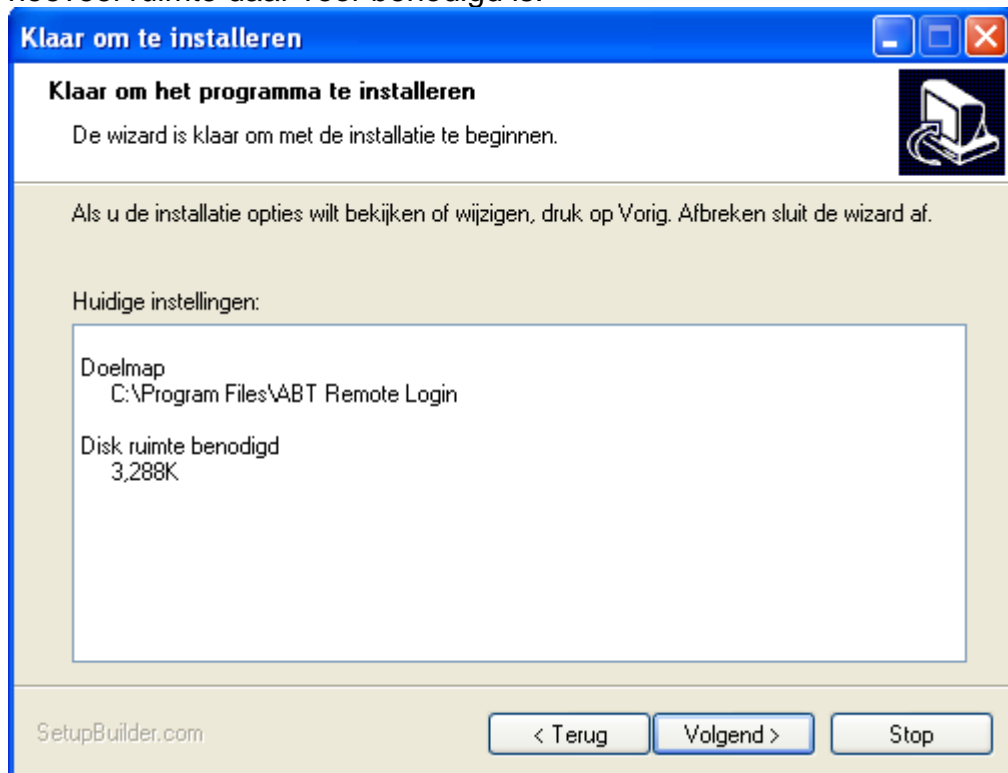 Klaar om te installeren
Klaar om het programma te installeren
De wizard is klaar om met de installatie te beginnen.
Als u de installatie opties wilt bekijken of wijzigen, druk op Vorig. Afbreken sluit de wizard af.
Huidige instellingen:
Doelmap
C:\Program Files\ABT Remote Login
Disk ruimte benodigd
3,288K
SetupBuilder.com
< Terug
Volgend >
Stop